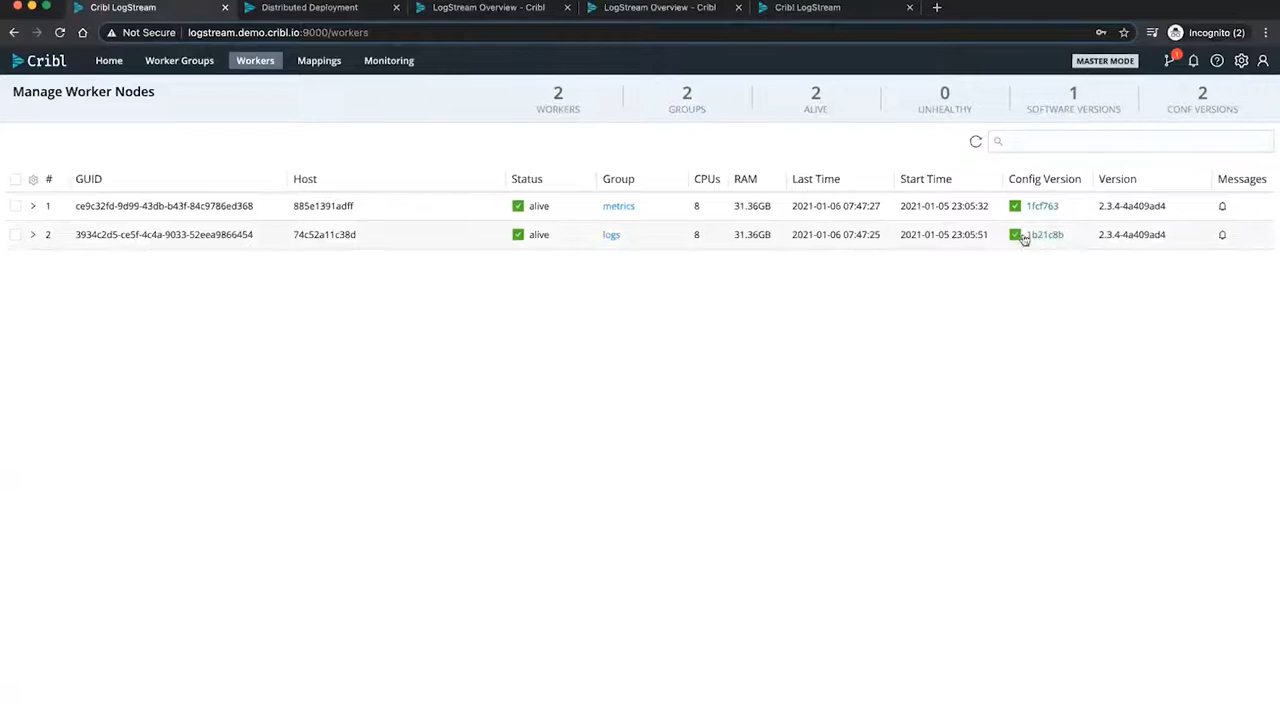 Cribl LogStream Distributed Deployment LogStream Overview - Cribl LogStream Overview - Cribl Cribl LogStream
Not Secure logstream.demo.cribl.io:9000/workers Incognito (2)
Cribl Home Worker Groups Workers Mappings Monitoring MASTER MODE 1
Manage Worker Nodes
2 2 2 0 1 2
WORKERS GROUPS ALIVE UNHEALTHY SOFTWARE VERSIONS CONF VERSIONS
# GUID Host Status Group CPUs RAM Last Time Start Time Config Version Version Messages
1 ce9c32fd-9d99-43db-b43f-84c9786ed368 885e1391adff alive metrics 8 31.36GB 2021-01-06 07:47:27 2021-01-05 23:05:32 1fcf763 2.3.4-4a409ad4
2 3934c2d5-ce5f-4c4a-9033-52eea9866454 74c52a11c38d alive logs 8 31.36GB 2021-01-06 07:47:25 2021-01-05 23:05:51 1b21c8b 2.3.4-4a409ad4